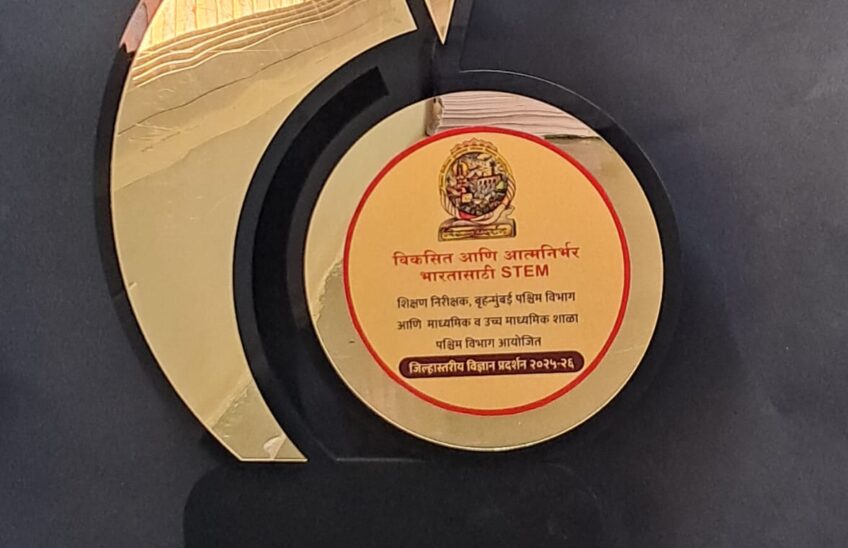 विकसित आणि आत्मनिर्भर
भारतासाठी STEM
शिक्षण निरीक्षक, बृहन्मुंबई पश्चिम विभाग
आणि माध्यमिक व उच्च माध्यमिक शाळा
पश्चिम विभाग आयोजित
जिल्हास्तरीय विज्ञान प्रदर्शन २०२५-२६